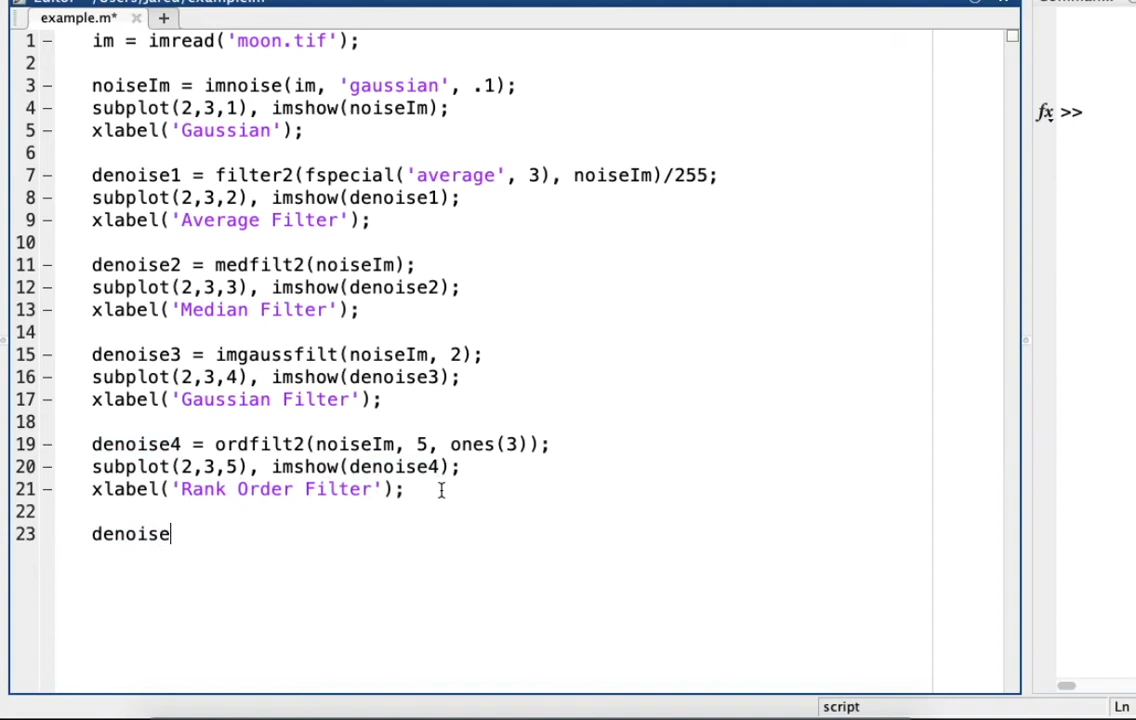 example.m* × +
1 – im = imread('moon.tif');
2
3 – noiseIm = imnoise(im, 'gaussian', .1);
4 – subplot(2,3,1), imshow(noiseIm);
5 – xlabel('Gaussian');
6
7 – denoise1 = filter2(fspecial('average', 3), noiseIm)/255;
8 – subplot(2,3,2), imshow(denoise1);
9 – xlabel('Average Filter');
10
11 – denoise2 = medfilt2(noiseIm);
12 – subplot(2,3,3), imshow(denoise2);
13 – xlabel('Median Filter');
14
15 – denoise3 = imgaussfilt(noiseIm, 2);
16 – subplot(2,3,4), imshow(denoise3);
17 – xlabel('Gaussian Filter');
18
19 – denoise4 = ordfilt2(noiseIm, 5, ones(3));
20 – subplot(2,3,5), imshow(denoise4);
21 – xlabel('Rank Order Filter');
22
23 denoise
fx >>
script Ln